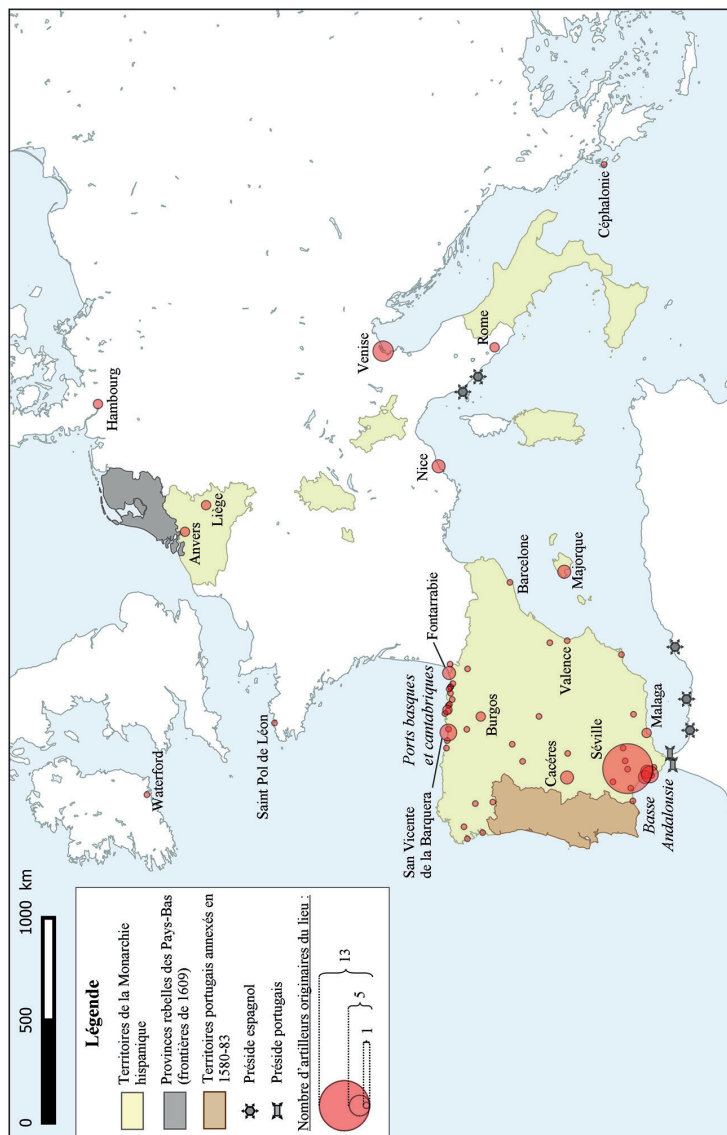 0 500 1000 km
Légende
Territoires de la Monarchie
hispanique
Provinces rebelles des Pays-Bas
(frontières de 1609)
Territoires portugais annexés en
1580-83
Préside espagnol
Préside portugais
Nombre d'artilleurs originaires du lieu :
13
5
1
Waterford
Saint Pol de Léon
Hambourg
Anvers
Liège
Venise
Nice
Rome
Céphalonie
San Vicente
de la Barquera
Ports basques
et cantabriques
Fontarrabie
Burgos
Barcelone
Majorque
Valence
Cacéres
Séville
Malaga
Basse
Andalousie